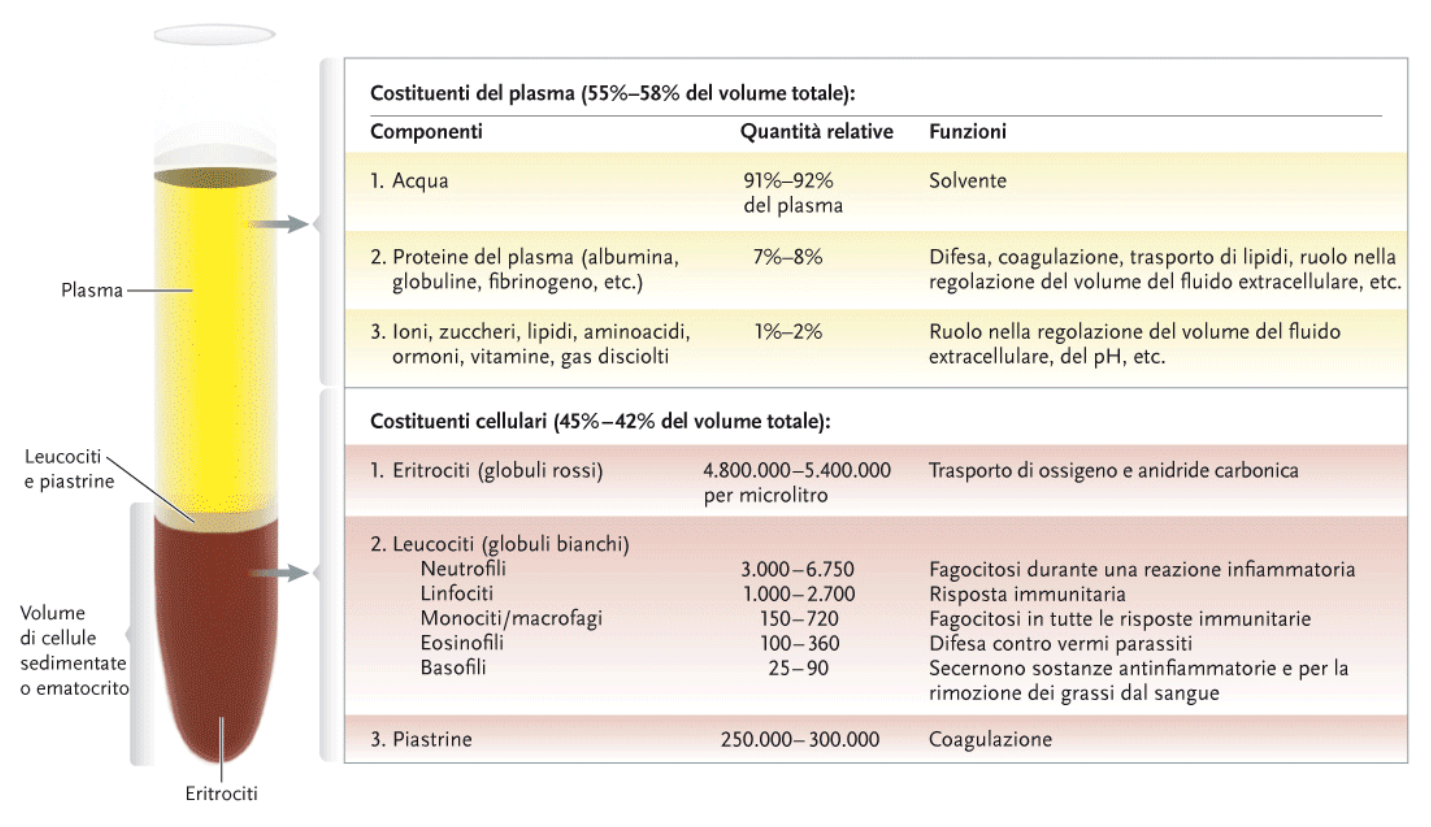 Costituenti del plasma (55%–58% del volume totale):
Componenti Quantità relative Funzioni
1. Acqua 91%–92% Solvente
del plasma
2. Proteine del plasma (albumina, 7%–8% Difesa, coagulazione, trasporto di lipidi, ruolo nella
globuline, fibrinogeno, etc.) regolazione del volume del fluido extracellulare, etc.
3. Ioni, zuccheri, lipidi, aminoacidi, 1%–2% Ruolo nella regolazione del volume del fluido
ormoni, vitamine, gas disciolti extracellulare, del pH, etc.
Costituenti cellulari (45%–42% del volume totale):
1. Eritrociti (globuli rossi) 4.800.000–5.400.000 Trasporto di ossigeno e anidride carbonica
per microlitro
2. Leucociti (globuli bianchi)
Neutrofili 3.000–6.750 Fagocitosi durante una reazione infiammatoria
Linfociti 1.000–2.700 Risposta immunitaria
Monociti/macrofagi 150–720 Fagocitosi in tutte le risposte immunitarie
Eosinofili 100–360 Difesa contro vermi parassiti
Basofili 25–90 Secernono sostanze antinfiammatorie e per la
rimozione dei grassi dal sangue
3. Piastrine 250.000–300.000 Coagulazione
Plasma
Leucociti
e piastrine
Volume
di cellule
sedimentate
o ematocrito
Eritrociti